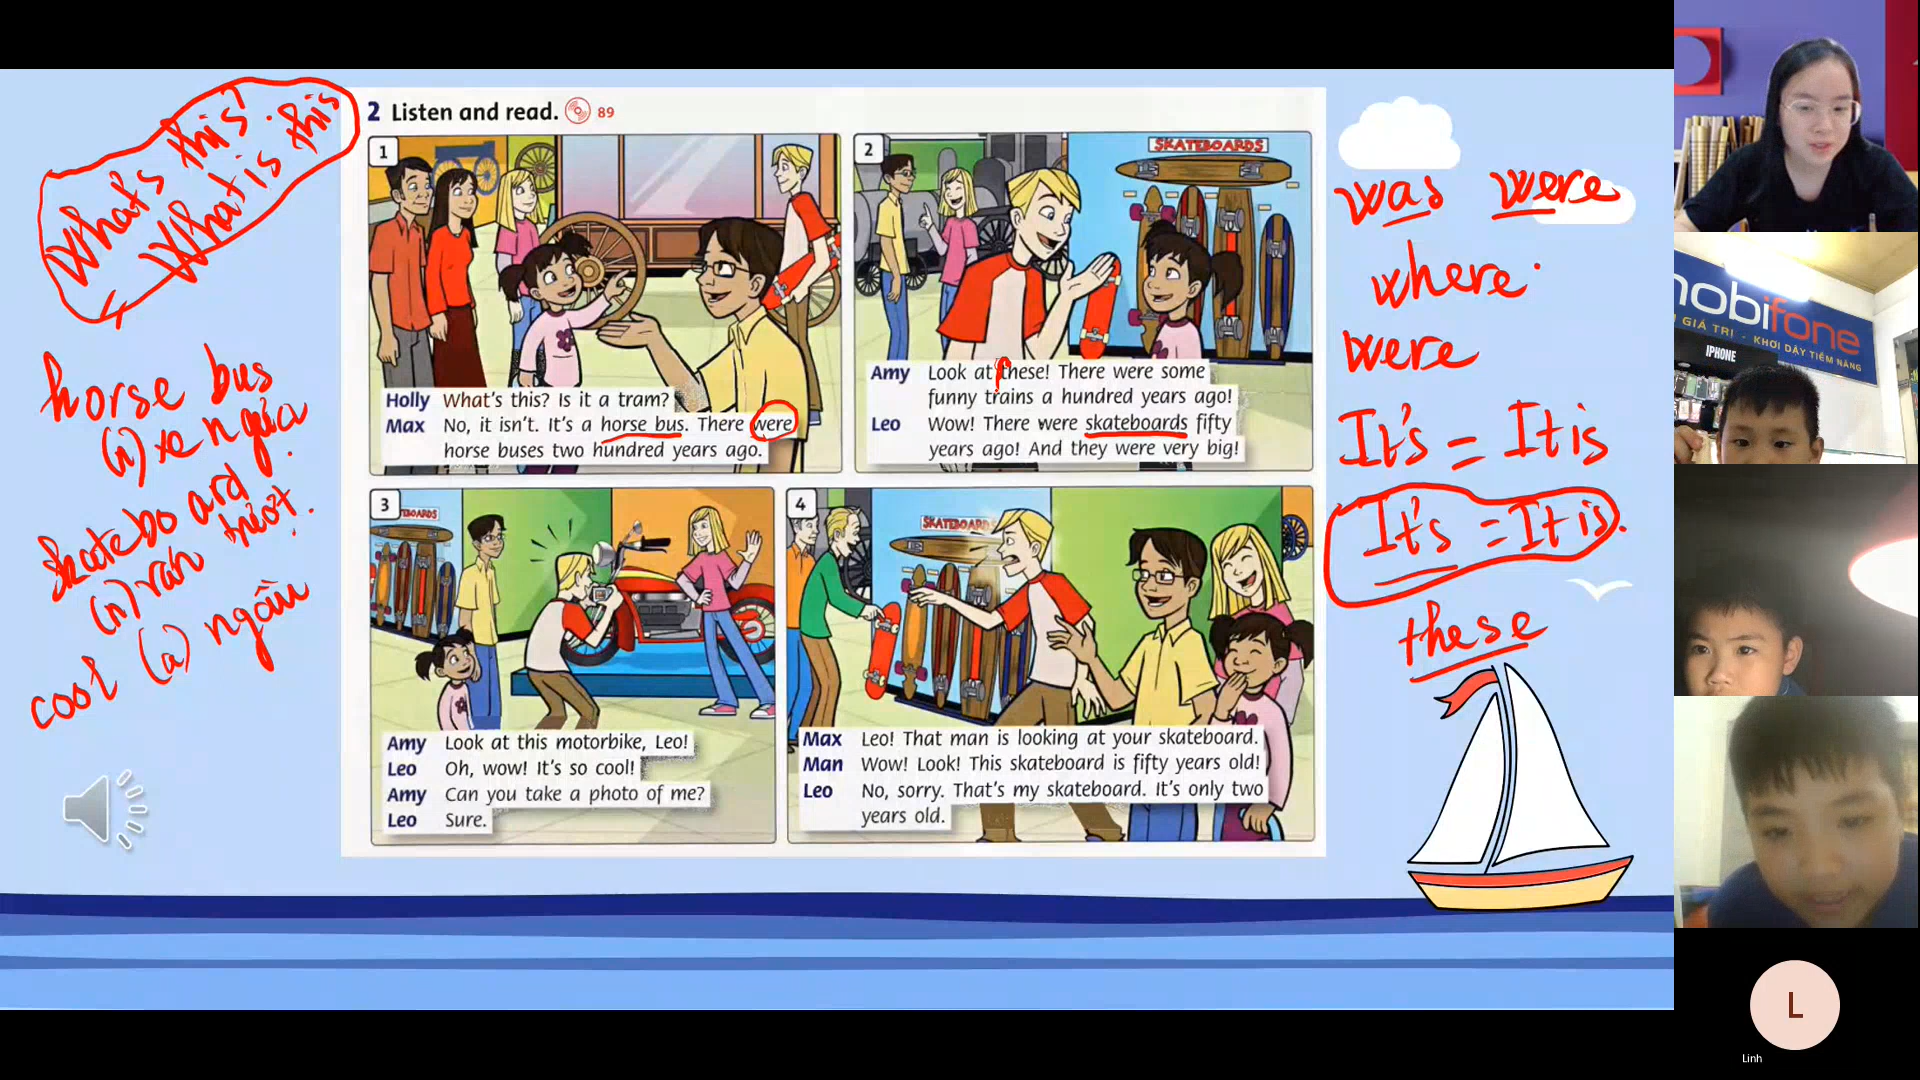 What's this?
What is this
horse bus
(n) xe ngựa
skateboard
(n) ván trượt.
cool (a) ngầu
2 Listen and read. 89
1
Holly What's this? Is it a tram?
Max No, it isn't. It's a horse bus. There were
horse buses two hundred years ago.
2
SKATEBOARDS
Amy Look at these! There were some
funny trains a hundred years ago!
Leo Wow! There were skateboards fifty
years ago! And they were very big!
3
TEBOARDS
Amy Look at this motorbike, Leo!
Leo Oh, wow! It's so cool!
Amy Can you take a photo of me?
Leo Sure.
4
SKATEBOARDS
Max Leo! That man is looking at your skateboard.
Man Wow! Look! This skateboard is fifty years old!
Leo No, sorry. That's my skateboard. It's only two
years old.
was were
where
were
It's = It is
It's = It is.
these
mobifone
GIÁ TRỊ - KHƠI DẬY TIỀM NĂNG
IPHONE
L
Linh